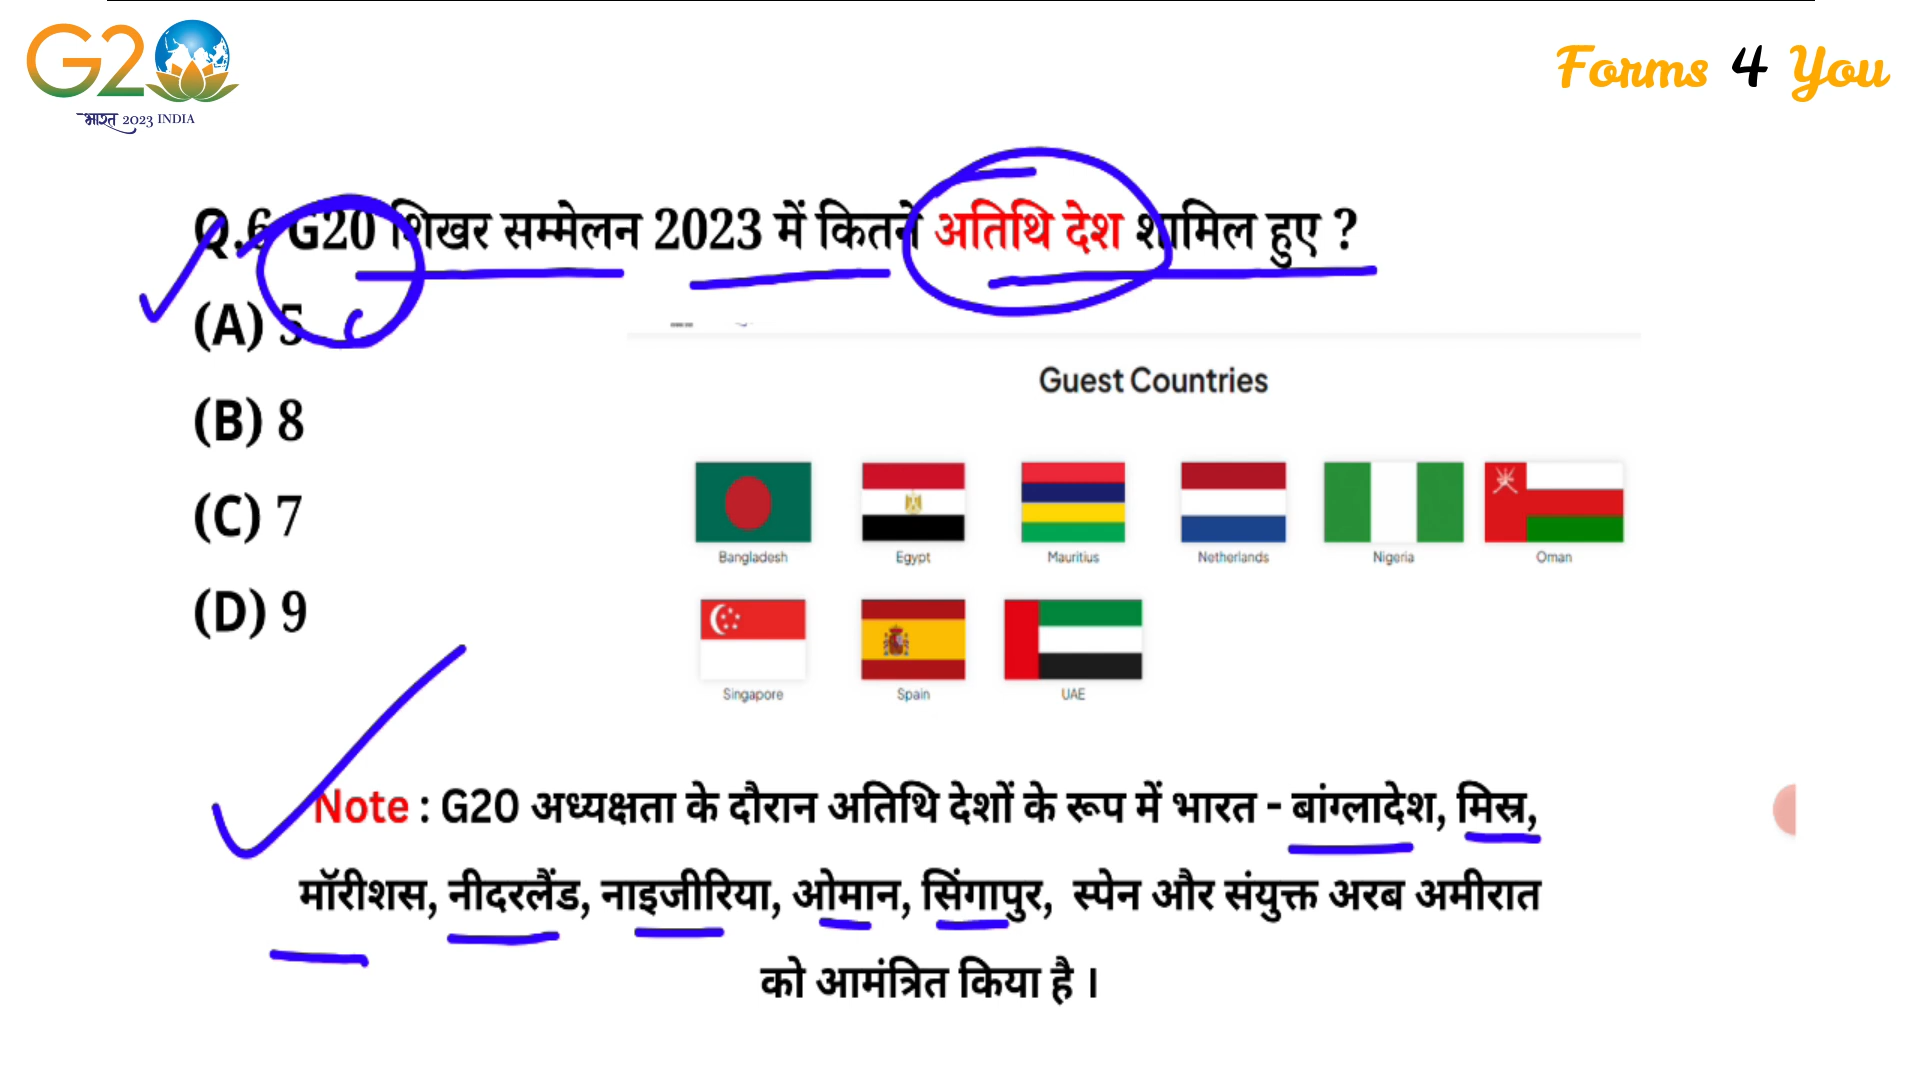 G20
भारत 2023 INDIA
Forms 4 You
Q.6 G20 शिखर सम्मेलन 2023 में कितने अतिथि देश शामिल हुए ?
(A) 5
(B) 8
(C) 7
(D) 9
Guest Countries
Bangladesh Egypt Mauritius Netherlands Nigeria Oman
Singapore Spain UAE
Note : G20 अध्यक्षता के दौरान अतिथि देशों के रूप में भारत - बांग्लादेश, मिस्र,
मॉरीशस, नीदरलैंड, नाइजीरिया, ओमान, सिंगापुर, स्पेन और संयुक्त अरब अमीरात
को आमंत्रित किया है ।